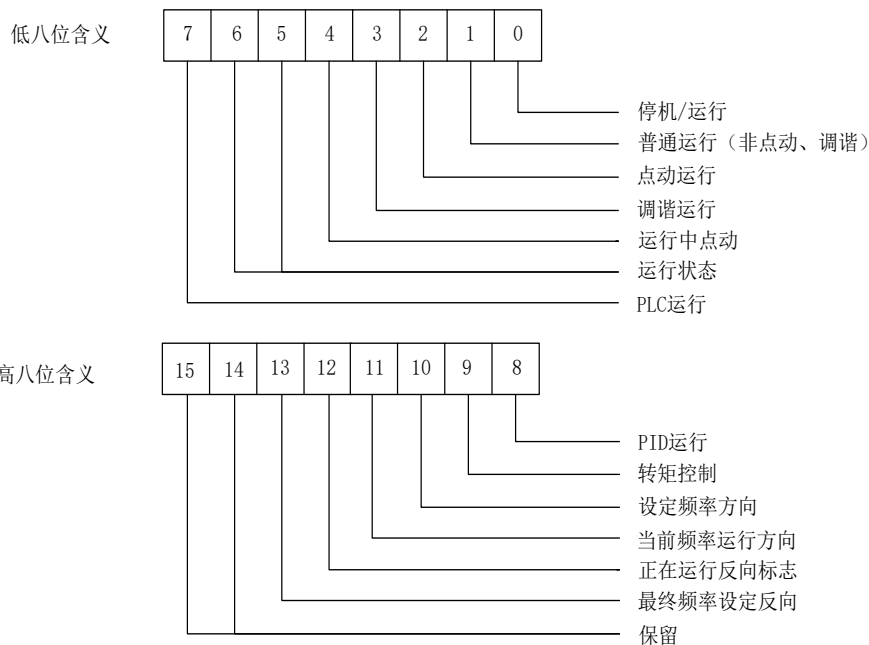 低八位含义
7 6 5 4 3 2 1 0
停机/运行
普通运行（非点动、调谐）
点动运行
调谐运行
运行中点动
运行状态
PLC运行
高八位含义
15 14 13 12 11 10 9 8
PID运行
转矩控制
设定频率方向
当前频率运行方向
正在运行反向标志
最终频率设定反向
保留